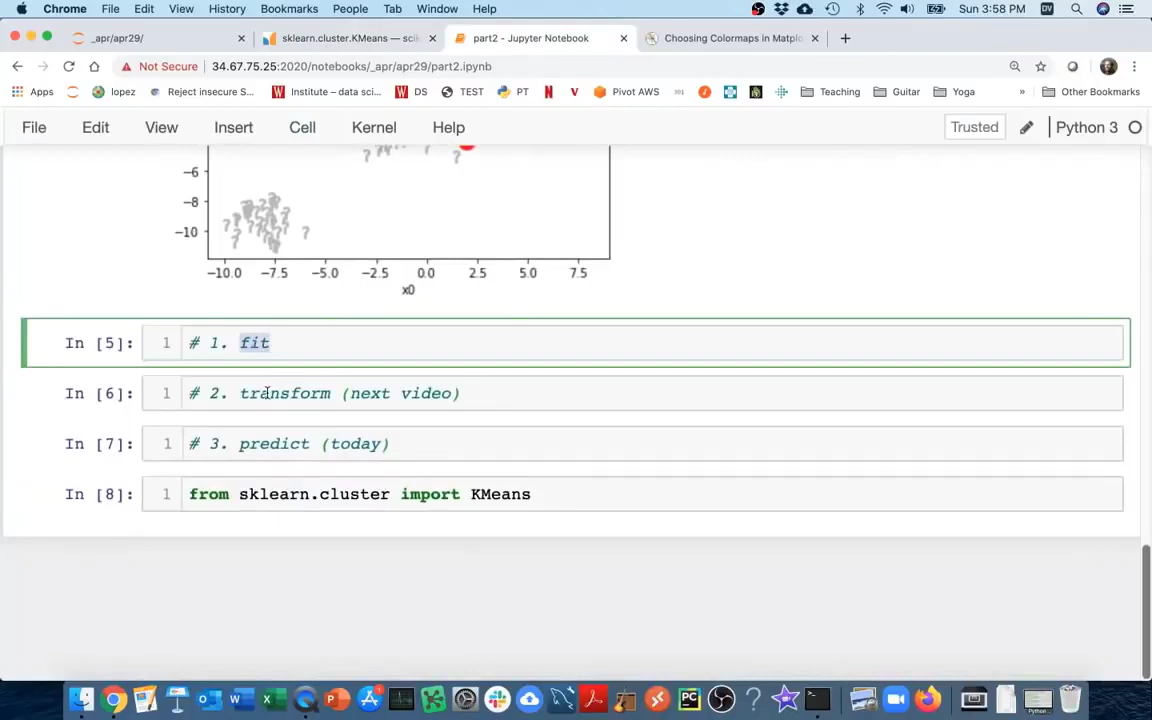 Chrome File Edit View History Bookmarks People Tab Window Help Sun 3:58 PM DV
_apr/apr29/ × sklearn.cluster.KMeans — scik × part2 - Jupyter Notebook × Choosing Colormaps in Matplo ×
Not Secure 34.67.75.25:2020/notebooks/_apr/apr29/part2.ipynb
Apps lopez Reject insecure S... Institute – data sci... DS TEST PT Pivot AWS Teaching Guitar Yoga » Other Bookmarks
File Edit View Insert Cell Kernel Help Trusted Python 3
−6
−8
−10
−10.0 −7.5 −5.0 −2.5 0.0 2.5 5.0 7.5
x0
In [5]: 1 # 1. fit
In [6]: 1 # 2. transform (next video)
In [7]: 1 # 3. predict (today)
In [8]: 1 from sklearn.cluster import KMeans